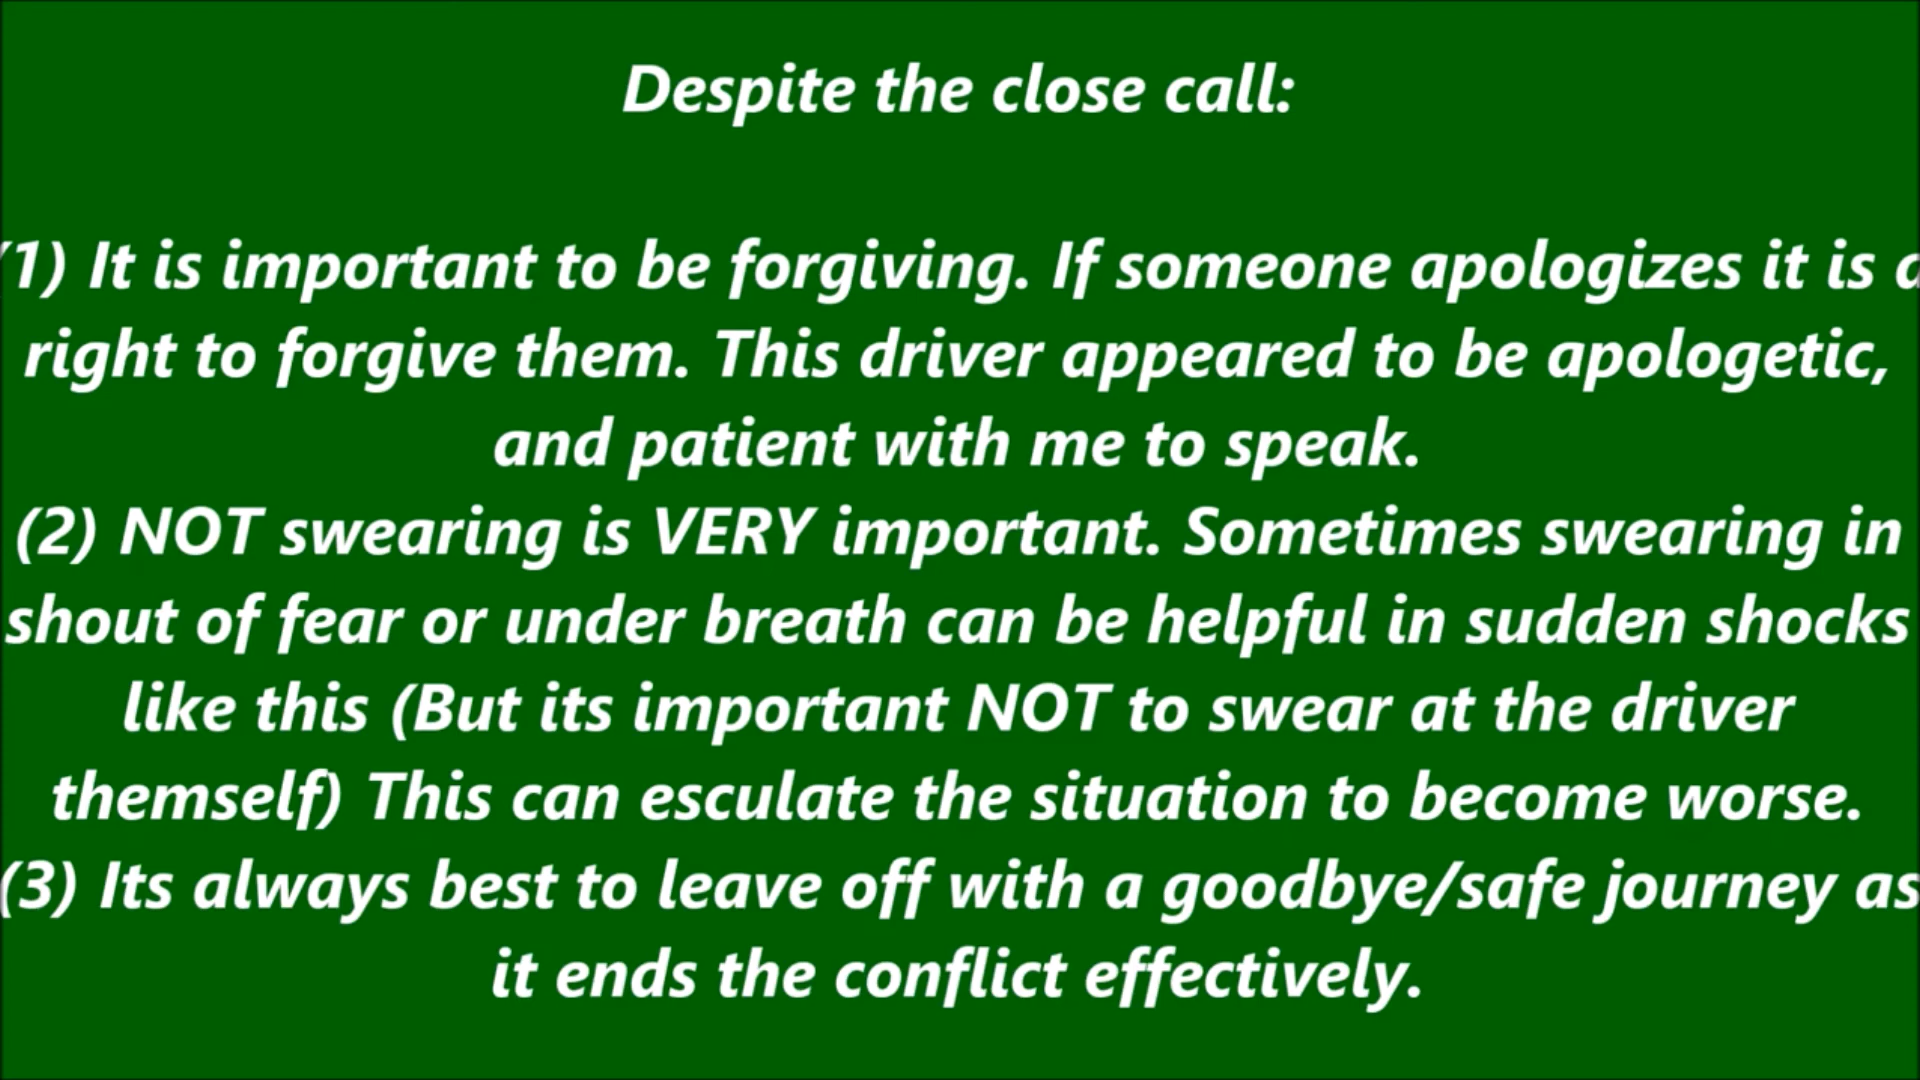 Despite the close call:
(1) It is important to be forgiving. If someone apologizes it is a
right to forgive them. This driver appeared to be apologetic,
and patient with me to speak.
(2) NOT swearing is VERY important. Sometimes swearing in
shout of fear or under breath can be helpful in sudden shocks
like this (But its important NOT to swear at the driver
themself) This can esculate the situation to become worse.
(3) Its always best to leave off with a goodbye/safe journey as
it ends the conflict effectively.